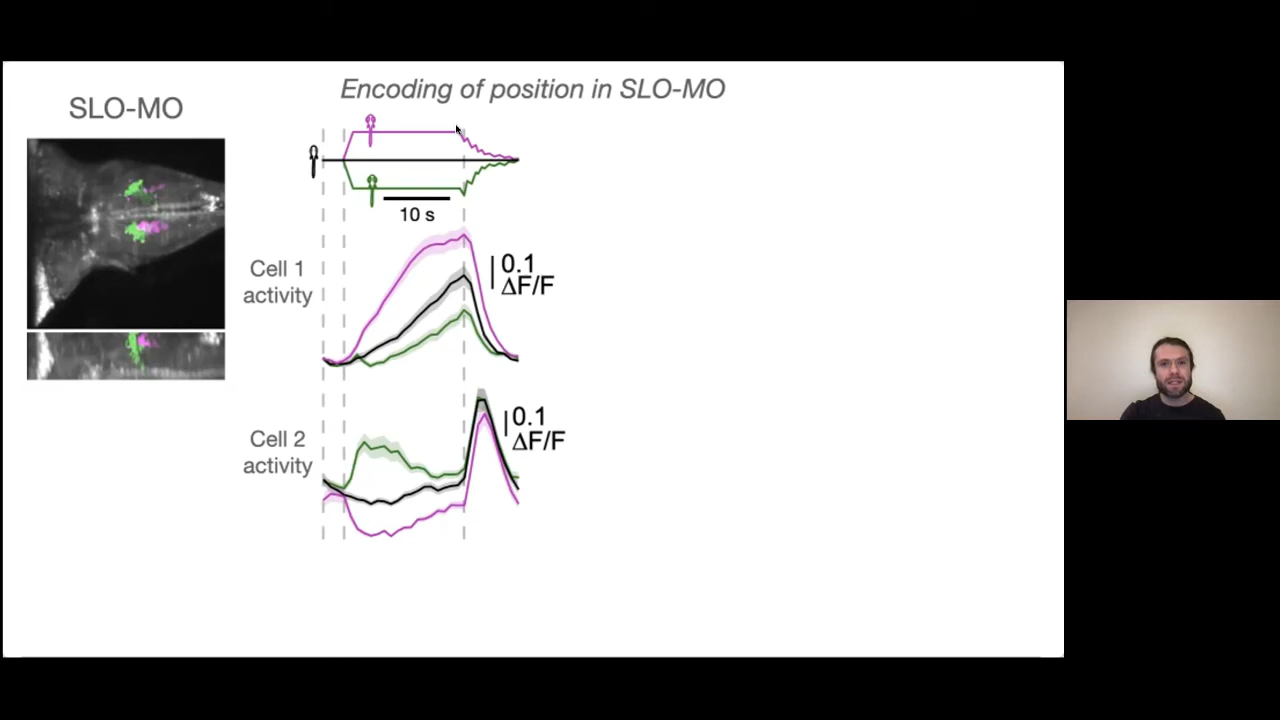 Encoding of position in SLO-MO
SLO-MO
10 s
Cell 1
activity
0.1
ΔF/F
Cell 2
activity
0.1
ΔF/F